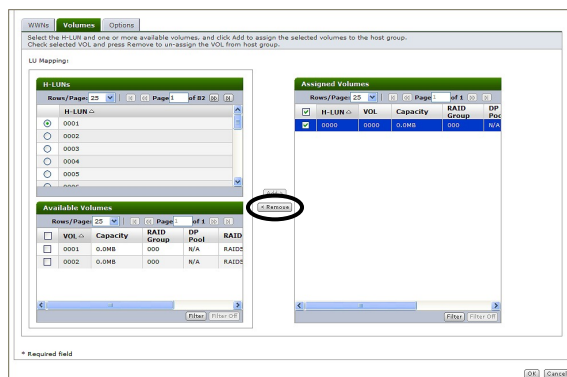 WWNs Volumes Options
Select the H-LUN and one or more available volumes, and click Add to assign the selected volumes to the host group.
Check selected VOL and press Remove to un-assign the VOL from host group.
LU Mapping:
H-LUNs
Rows/Page: 25 Page 1 of 82
H-LUN
0001
0002
0003
0004
0005
0006
Available Volumes
Rows/Page: 25 Page 1 of 1
VOL Capacity RAID Group DP Pool RAID
0001 0.0MB 000 N/A RAID5
0002 0.0MB 000 N/A RAID5
Filter Filter Off
< Remove
Assigned Volumes
Rows/Page: 25 Page 1 of 1
H-LUN VOL Capacity RAID Group DP Poo
0000 0000 0.0MB 000 N/A
Filter Filter Off
* Required field
OK Cancel